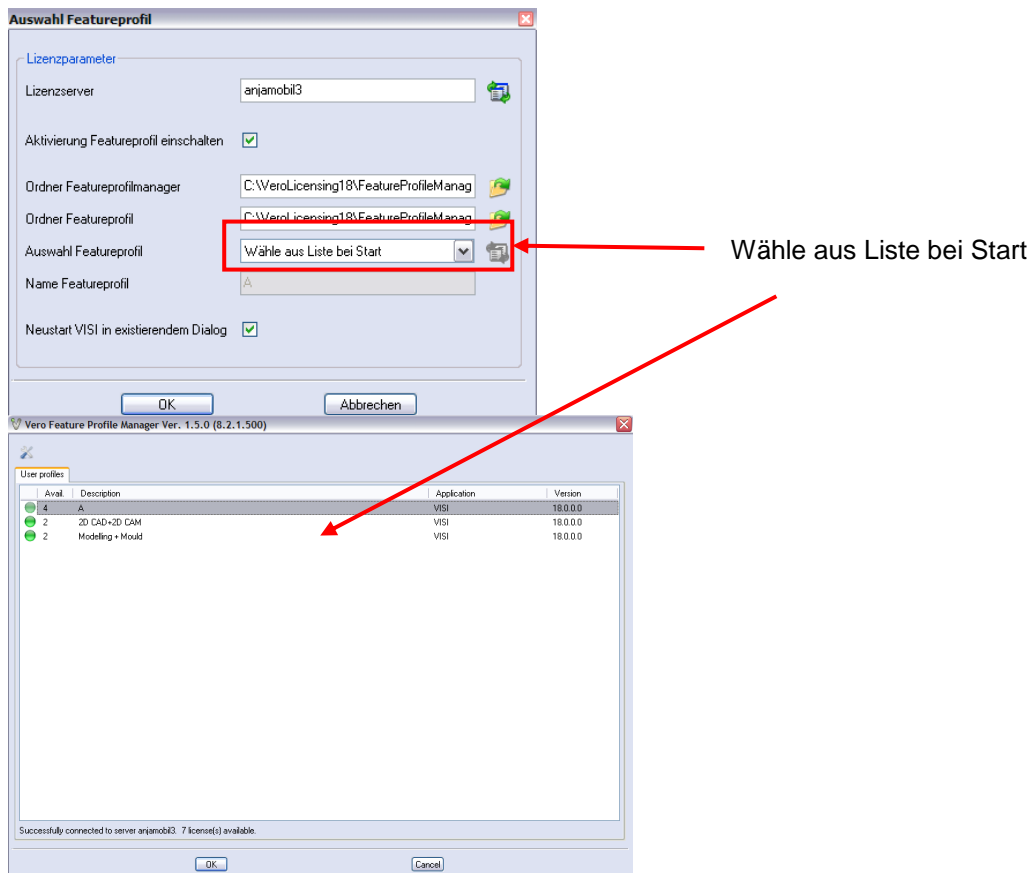 Auswahl Featureprofil
Lizenzparameter
Lizenzserver anjamobil3
Aktivierung Featureprofil einschalten
Ordner Featureprofilmanager C:\VeroLicensing18\FeatureProfileManag
Ordner Featureprofil C:\VeroLicensing18\FeatureProfileManag
Auswahl Featureprofil Wähle aus Liste bei Start
Wähle aus Liste bei Start
Name Featureprofil A
Neustart VISI in existierendem Dialog
OK Abbrechen
Vero Feature Profile Manager Ver. 1.5.0 (8.2.1.500)
User profiles
Avail. Description Application Version
4 A VISI 18.0.0.0
2 2D CAD+2D CAM VISI 18.0.0.0
2 Modelling + Mould VISI 18.0.0.0
Successfully connected to server anjamobil3. 7 license(s) available.
OK Cancel